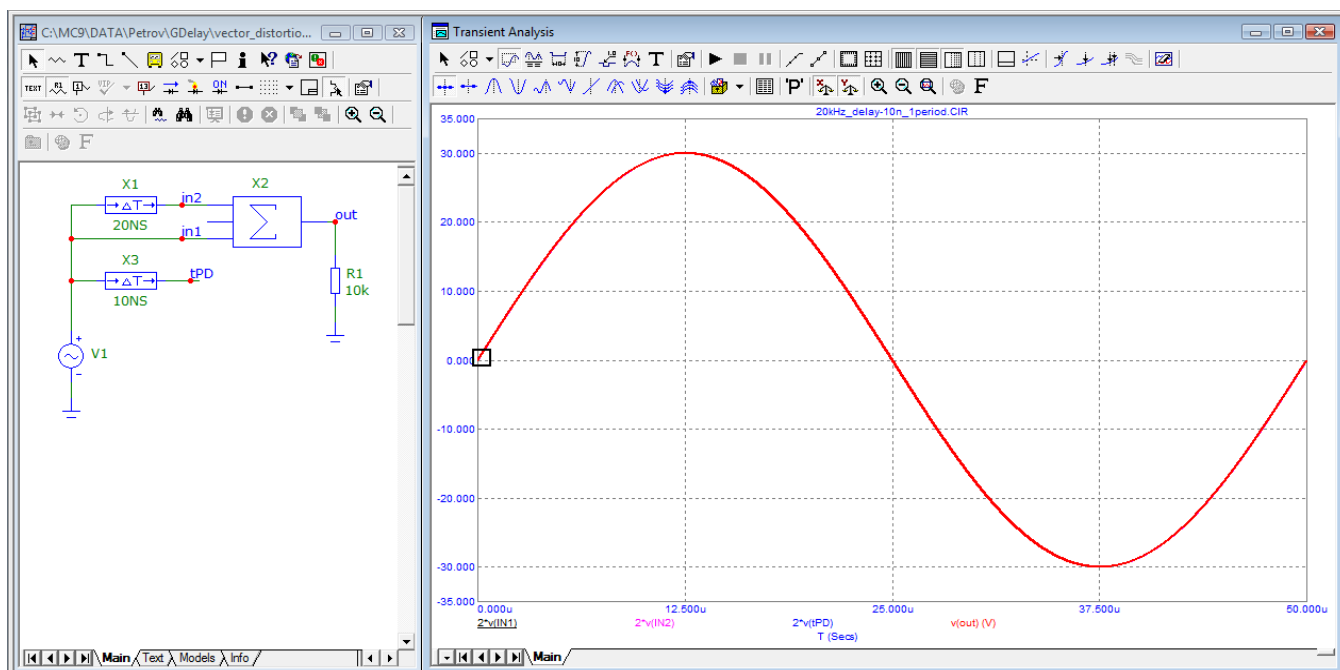 C:\MC9\DATA\Petrov\GDelay\vector_distortio...
TEXT
X1
in2
X2
20NS
in1
out
X3
tPD
R1
10NS
10k
V1
+
−
Main Text Models Info
Transient Analysis
T
'P'
F
20kHz_delay-10n_1period.CIR
35.000
30.000
20.000
10.000
0.000
-10.000
-20.000
-30.000
-35.000
0.000u 12.500u 25.000u 37.500u 50.000u
2*v(IN1) 2*v(IN2) 2*v(tPD) v(out) (V)
T (Secs)
Main